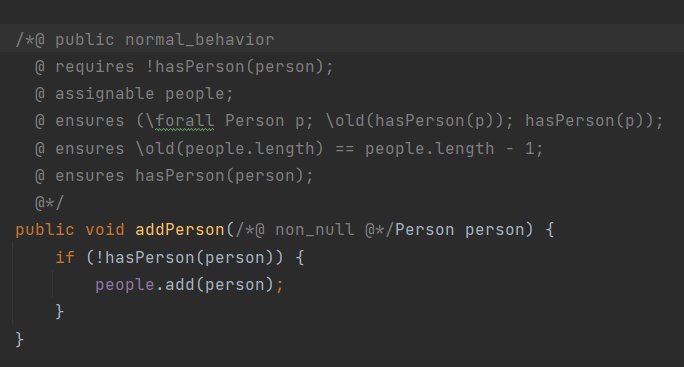 /*@ public normal_behavior
  @ requires !hasPerson(person);
  @ assignable people;
  @ ensures (\forall Person p; \old(hasPerson(p)); hasPerson(p));
  @ ensures \old(people.length) == people.length - 1;
  @ ensures hasPerson(person);
  @*/
public void addPerson(/*@ non_null @*/Person person) {
    if (!hasPerson(person)) {
        people.add(person);
    }
}